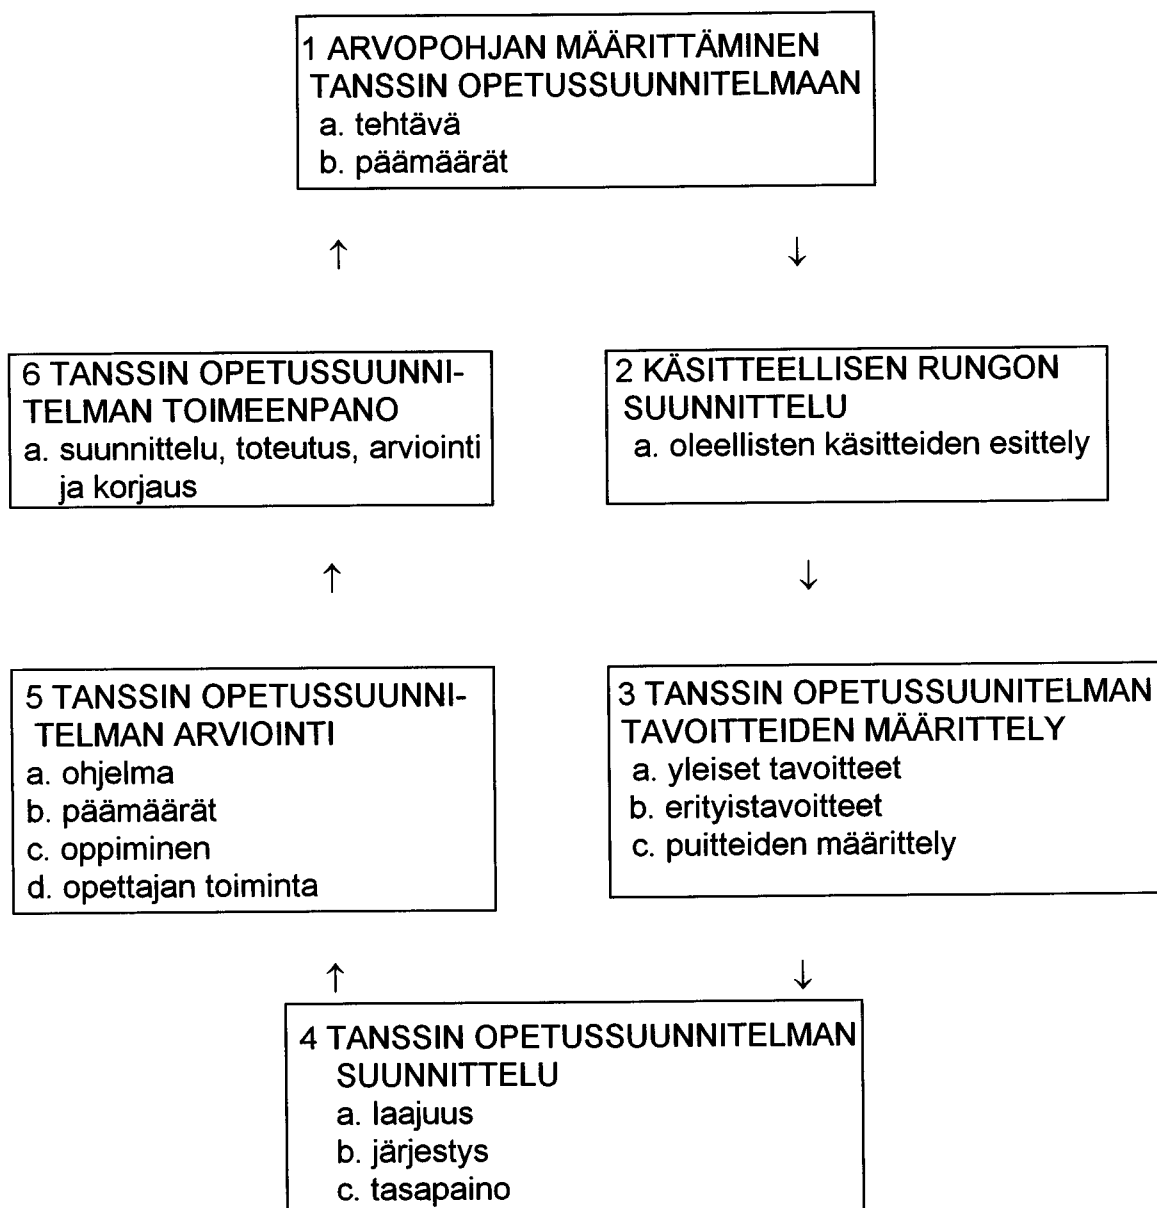 1 ARVOPOHJAN MÄÄRITTÄMINEN
TANSSIN OPETUSSUUNNITELMAAN
a. tehtävä
b. päämäärät
↑ ↓
6 TANSSIN OPETUSSUUNNI-
TELMAN TOIMEENPANO
a. suunnittelu, toteutus, arviointi
ja korjaus
2 KÄSITTEELLISEN RUNGON
SUUNNITTELU
a. oleellisten käsitteiden esittely
↑ ↓
5 TANSSIN OPETUSSUUNNI-
TELMAN ARVIOINTI
a. ohjelma
b. päämäärät
c. oppiminen
d. opettajan toiminta
3 TANSSIN OPETUSSUUNITELMAN
TAVOITTEIDEN MÄÄRITTELY
a. yleiset tavoitteet
b. erityistavoitteet
c. puitteiden määrittely
↑ ↓
4 TANSSIN OPETUSSUUNNITELMAN
SUUNNITTELU
a. laajuus
b. järjestys
c. tasapaino